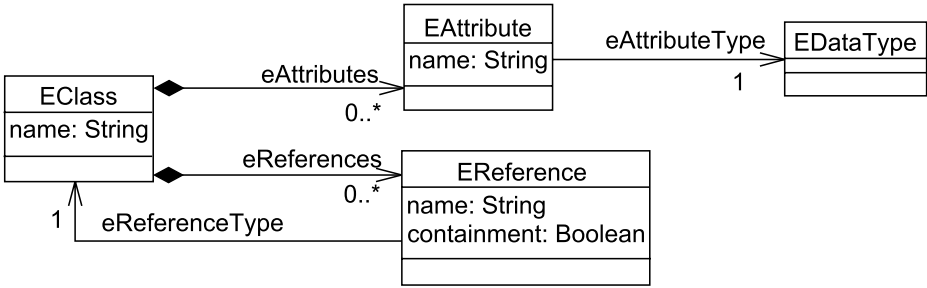 EAttribute
name: String
eAttributeType
1
EDataType
eAttributes
0..*
EClass
name: String
eReferences
0..*
EReference
name: String
containment: Boolean
1
eReferenceType